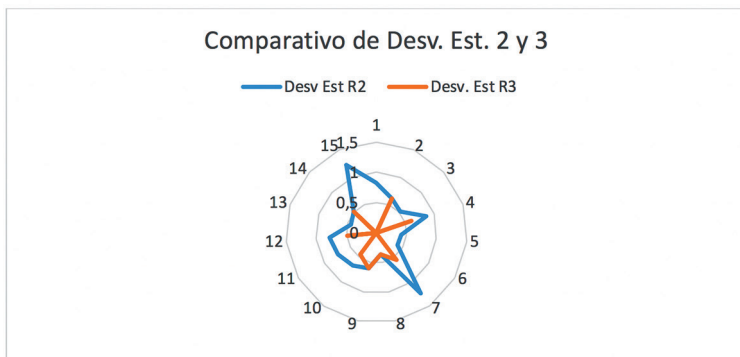 Comparativo de Desv. Est. 2 y 3
Desv Est R2 Desv. Est R3
1
15 1,5 2
14 1 3
13 0,5 4
12 0 5
11 6
10 7
9 8